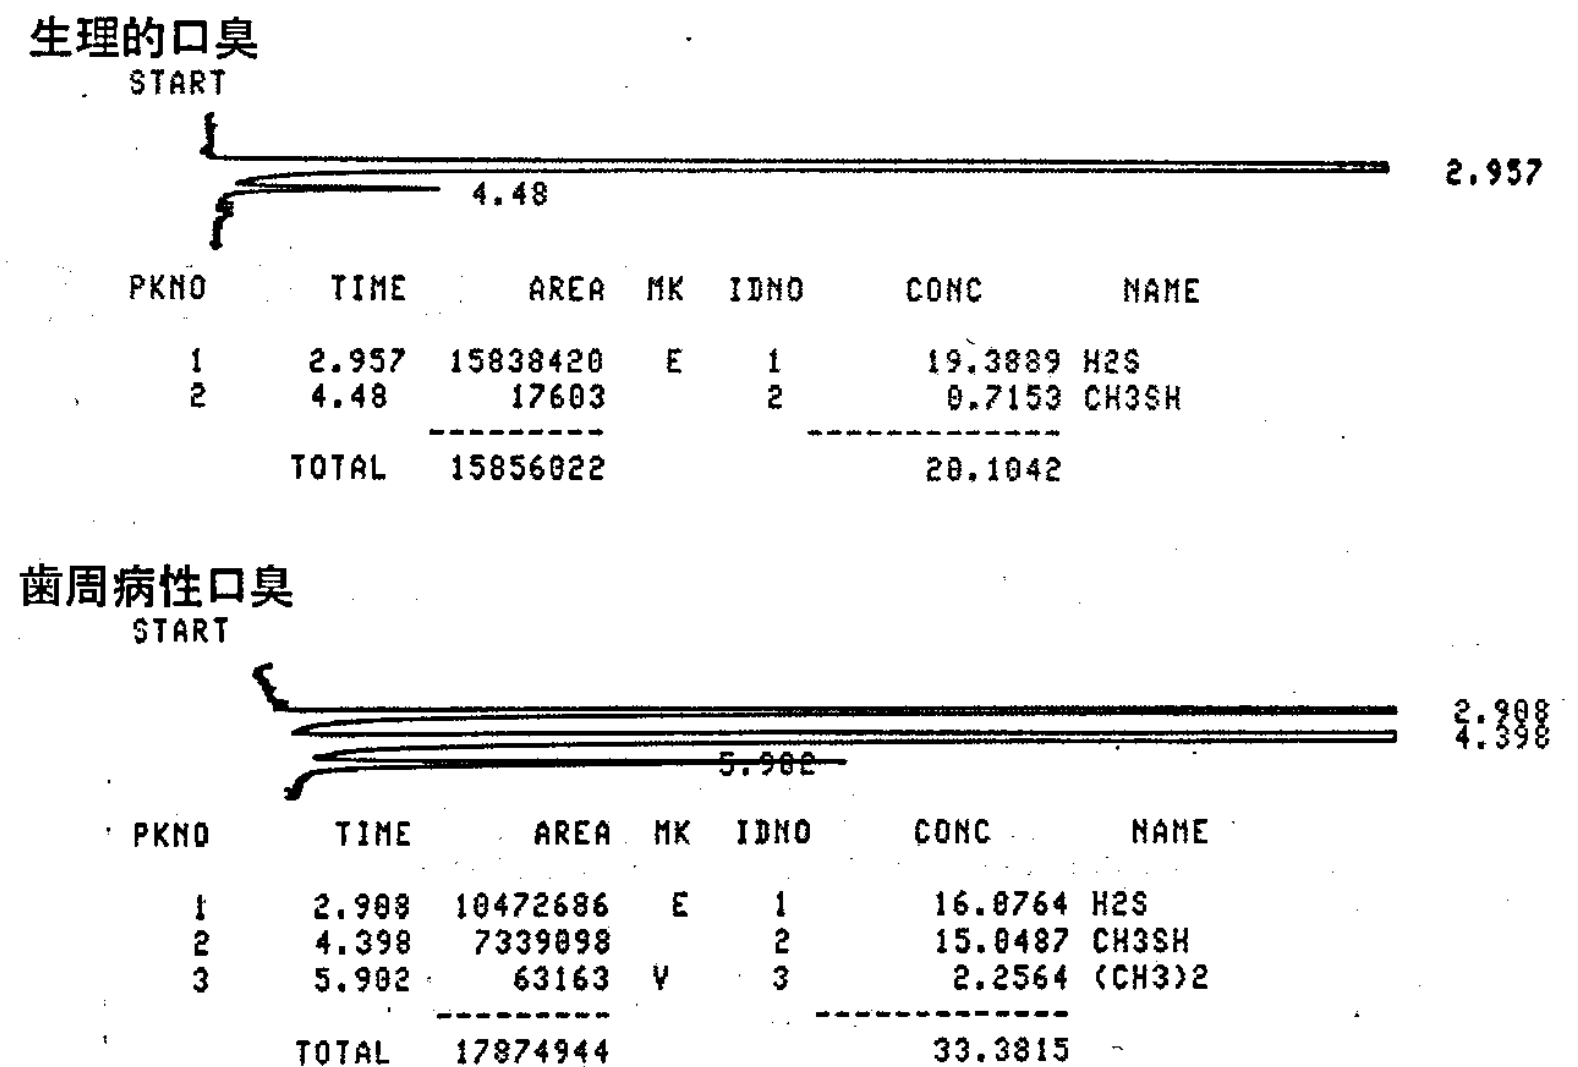 生理的口臭
START
2.957
4.48
PKNO TIME AREA MK IDNO CONC NAME
1 2.957 15838420 E 1 19.3889 H2S
2 4.48 17603 2 0.7153 CH3SH
TOTAL 15856022 20.1042
歯周病性口臭
START
2.908
4.398
5.902
PKNO TIME AREA MK IDNO CONC NAME
1 2.908 10472686 E 1 16.0764 H2S
2 4.398 7339098 2 15.0487 CH3SH
3 5.902 63163 V 3 2.2564 (CH3)2
TOTAL 17874944 33.3815